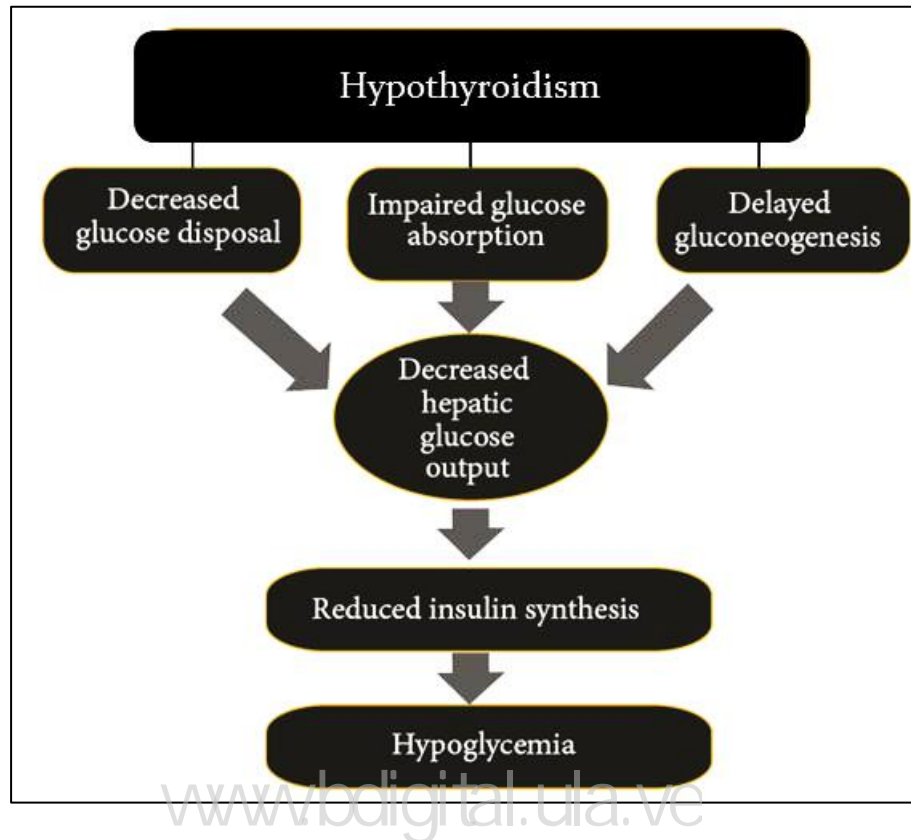 Hypothyroidism
Decreased
glucose disposal
Impaired glucose
absorption
Delayed
gluconeogenesis
Decreased
hepatic
glucose
output
Reduced insulin synthesis
Hypoglycemia
www.bdigital.ula.ve